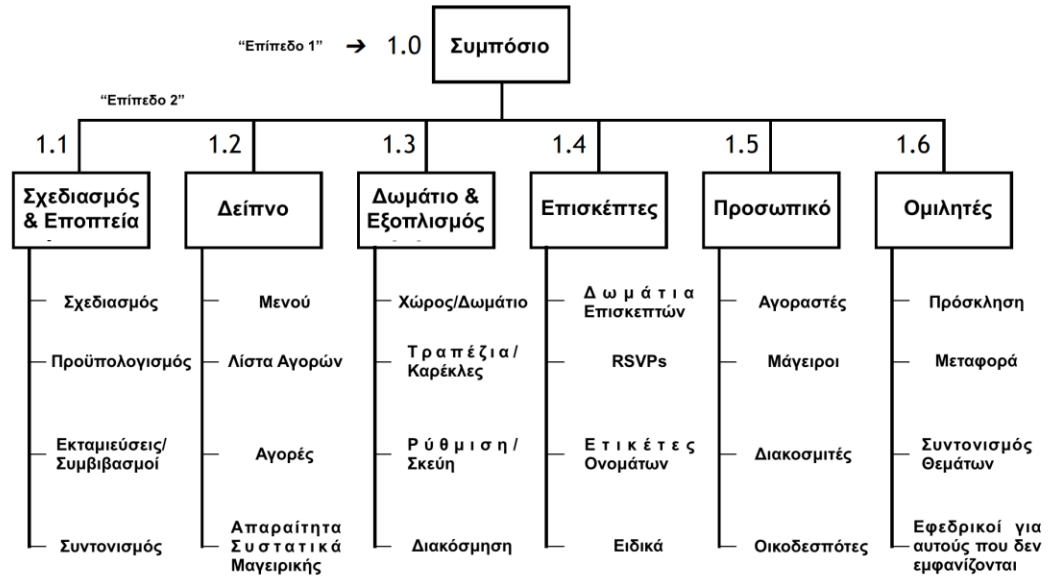 “Επίπεδο 1” ➔ 1.0 Συμπόσιο
“Επίπεδο 2”
1.1 1.2 1.3 1.4 1.5 1.6
Σχεδιασμός
& Εποπτεία
Δείπνο
Δωμάτιο &
Εξοπλισμός
Επισκέπτες
Προσωπικό
Ομιλητές
Σχεδιασμός
Προϋπολογισμός
Εκταμιεύσεις/
Συμβιβασμοί
Συντονισμός
Μενού
Λίστα Αγορών
Αγορές
Απαραίτητα
Συστατικά
Μαγειρικής
Χώρος/Δωμάτιο
Τραπέζια/
Καρέκλες
Ρύθμιση/
Σκεύη
Διακόσμηση
Δωμάτια
Επισκεπτών
RSVPs
Ετικέτες
Ονομάτων
Ειδικά
Αγοραστές
Μάγειροι
Διακοσμιτές
Οικοδεσπότες
Πρόσκληση
Μεταφορά
Συντονισμός
Θεμάτων
Εφεδρικοί για
αυτούς που δεν
εμφανίζονται